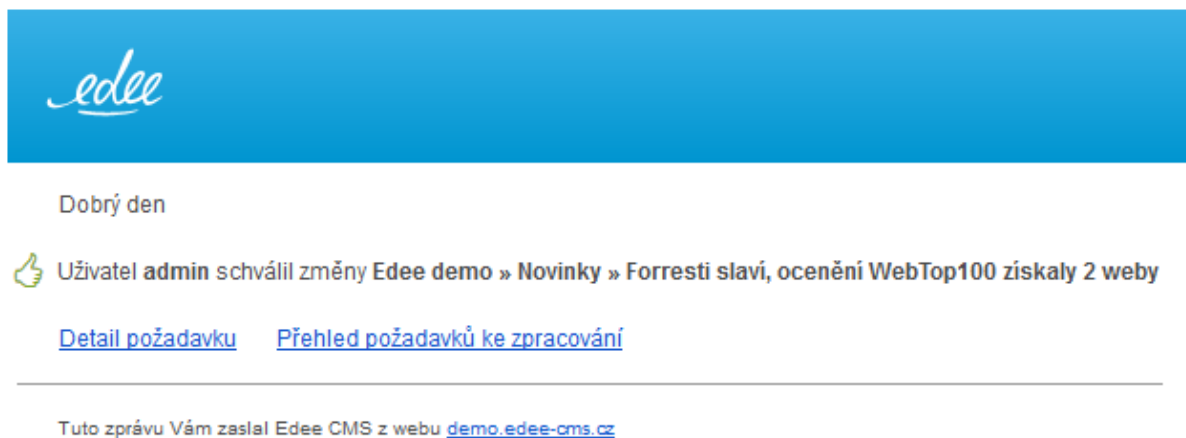 edee
Dobrý den
Uživatel admin schválil změny Edee demo » Novinky » Forresti slaví, ocenění WebTop100 získaly 2 weby
Detail požadavku Přehled požadavků ke zpracování
Tuto zprávu Vám zaslal Edee CMS z webu demo.edee-cms.cz